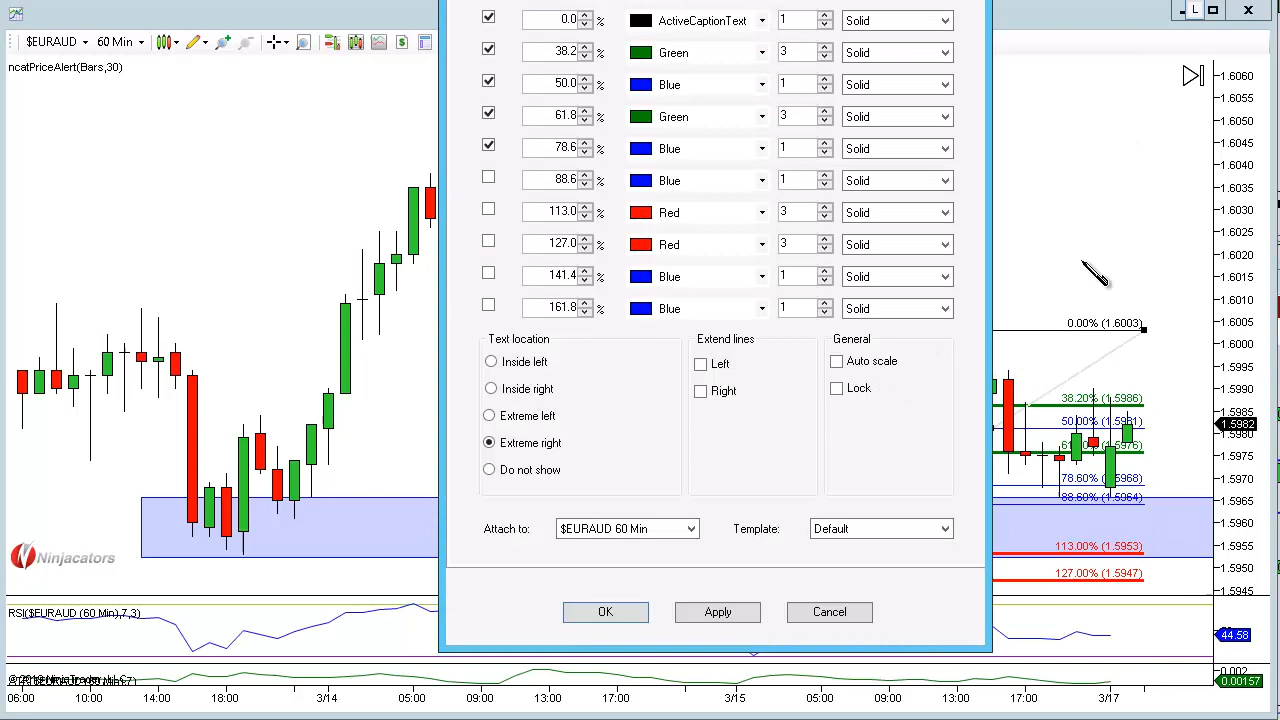 0.0 % ActiveCaptionText 1 Solid
$EURAUD 60 Min 38.2 % Green 3 Solid
ncatPriceAlert(Bars,30)
50.0 % Blue 1 Solid
61.8 % Green 3 Solid
78.6 % Blue 1 Solid
88.6 % Blue 1 Solid
113.0 % Red 3 Solid
127.0 % Red 3 Solid
141.4 % Blue 1 Solid
161.8 % Blue 1 Solid
Text location
Inside left
Inside right
Extreme left
Extreme right
Do not show
Extend lines
Left
Right
General
Auto scale
Lock
Attach to: $EURAUD 60 Min Template: Default
OK Apply Cancel
0.00% (1.6003)
38.20% (1.5986)
50.00% (1.5981)
78.60% (1.5968)
88.60% (1.5964)
113.00% (1.5953)
127.00% (1.5947)
1.6060
1.6055
1.6050
1.6045
1.6040
1.6035
1.6030
1.6025
1.6020
1.6015
1.6010
1.6005
1.6000
1.5995
1.5990
1.5985
1.5982
1.5980
1.5975
1.5970
1.5965
1.5960
1.5955
1.5950
1.5945
Ninjacators
RSI($EURAUD (60 Min),7,3)
44.58
0.002
0.00157
06:00 10:00 14:00 18:00 3/14 05:00 09:00 13:00 17:00 3/15 05:00 09:00 13:00 17:00 3/17
L